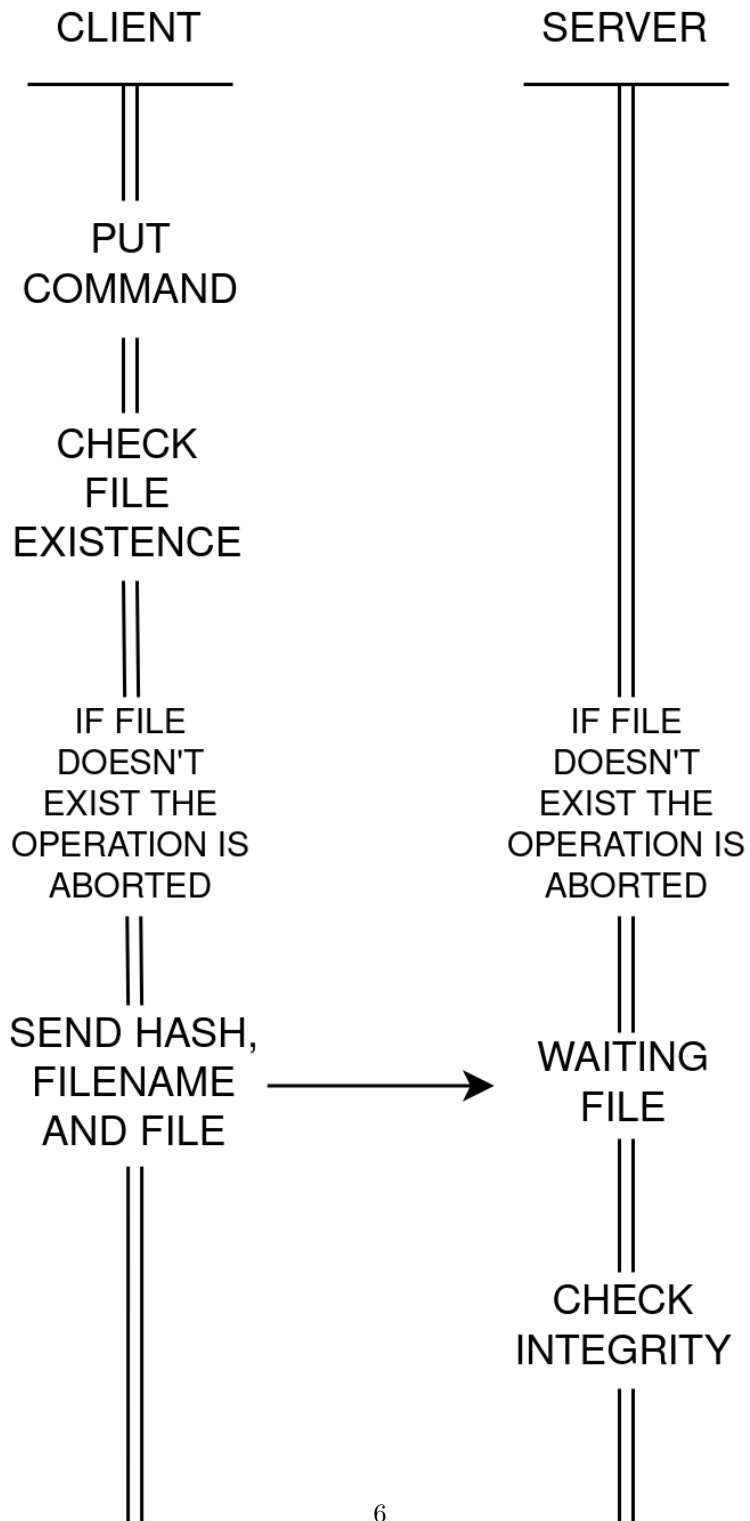 CLIENT
PUT
COMMAND
CHECK
FILE
EXISTENCE
IF FILE
DOESN'T
EXIST THE
OPERATION IS
ABORTED
SEND HASH,
FILENAME
AND FILE
SERVER
IF FILE
DOESN'T
EXIST THE
OPERATION IS
ABORTED
WAITING
FILE
CHECK
INTEGRITY
6